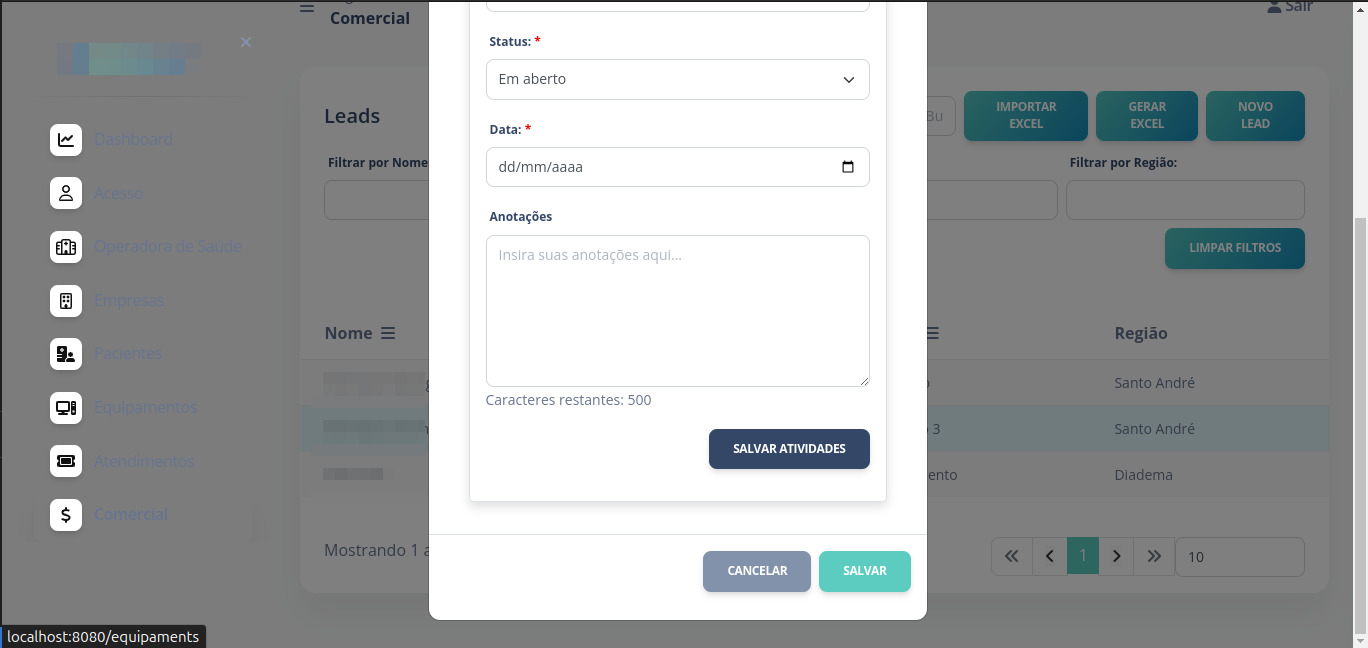 Comercial
Sair
Dashboard
Acesso
Operadora de Saúde
Empresas
Pacientes
Equipamentos
Atendimentos
Comercial
Leads
Bu
IMPORTAR
EXCEL
GERAR
EXCEL
NOVO
LEAD
Filtrar por Nome
Filtrar por Região:
LIMPAR FILTROS
Nome
Região
Santo André
3
Santo André
ento
Diadema
Mostrando 1 a
1
10
Status: *
Em aberto
Data: *
dd/mm/aaaa
Anotações
Insira suas anotações aqui...
Caracteres restantes: 500
SALVAR ATIVIDADES
CANCELAR
SALVAR
localhost:8080/equipaments